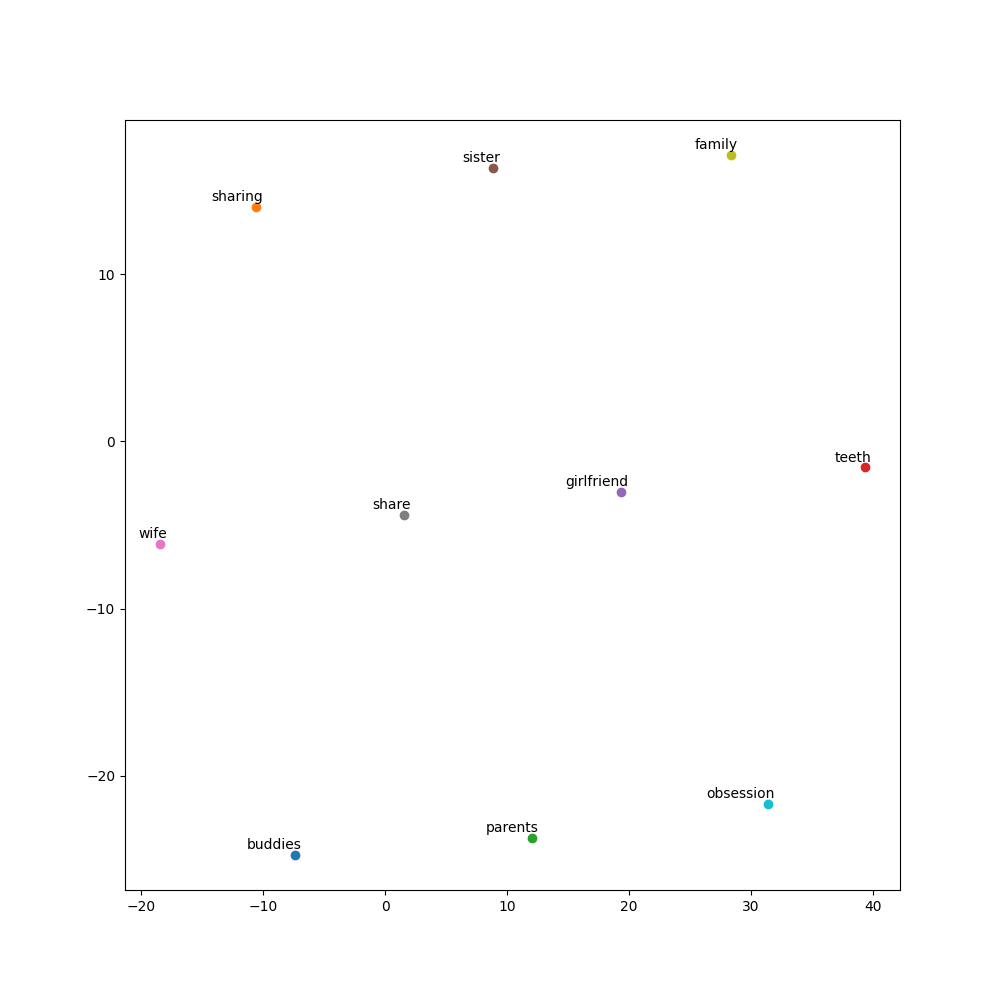 family
sister
sharing
10
0
teeth
girlfriend
share
wife
−10
−20
obsession
parents
buddies
−20
−10
0
10
20
30
40